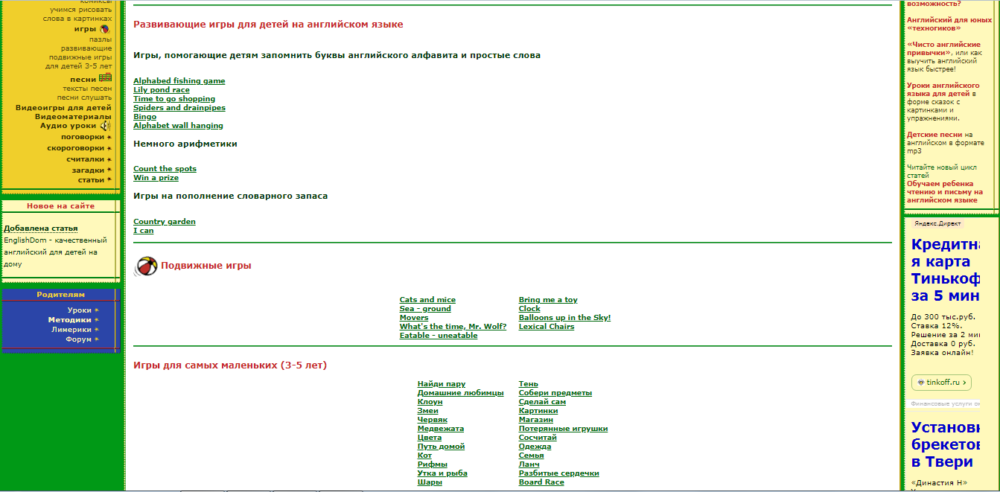 комиксы
учимся рисовать
слова в картинках
игры
пазлы
развивающие
подвижные игры
для детей 3-5 лет
песни
тексты песен
песни слушать
Видеоигры для детей
Видеоматериалы
Аудио уроки
поговорки
скороговорки
считалки
загадки
статьи
Новое на сайте
Добавлена статья
EnglishDom - качественный
английский для детей на
дому
Родителям
Уроки
Методики
Лимерики
Форум
Развивающие игры для детей на английском языке
Игры, помогающие детям запомнить буквы английского алфавита и простые слова
Alphabed fishing game
Lily pond race
Time to go shopping
Spiders and drainpipes
Bingo
Alphabet wall hanging
Немного арифметики
Count the spots
Win a prize
Игры на пополнение словарного запаса
Country garden
I can
Подвижные игры
Cats and mice
Sea - ground
Movers
What's the time, Mr. Wolf?
Eatable - uneatable
Bring me a toy
Clock
Balloons up in the Sky!
Lexical Chairs
Игры для самых маленьких (3-5 лет)
Найди пару
Домашние любимцы
Клоун
Змеи
Червяк
Медвежата
Цвета
Путь домой
Кот
Рифмы
Утка и рыба
Шары
Тень
Собери предметы
Сделай сам
Картинки
Магазин
Потерянные игрушки
Сосчитай
Одежда
Семья
Ланч
Разбитые сердечки
Board Race
возможность?
Английский для юных
«техногиков»
«Чисто английские
привычки», или как
выучить английский
язык быстрее!
Уроки английского
языка для детей в
форме сказок с
картинками и
упражнениями.
Детские песни на
английском в формате
mp3
Читайте новый цикл
статей
Обучаем ребенка
чтению и письму на
английском языке
Яндекс.Директ
Кредитна
я карта
Тинькоф
за 5 мин
До 300 тыс.руб.
Ставка 12%.
Решение за 2 ми
Доставка 0 руб.
Заявка онлайн!
tinkoff.ru
Финансовые услуги о
Установк
брекетов
в Твери
«Династия Н»